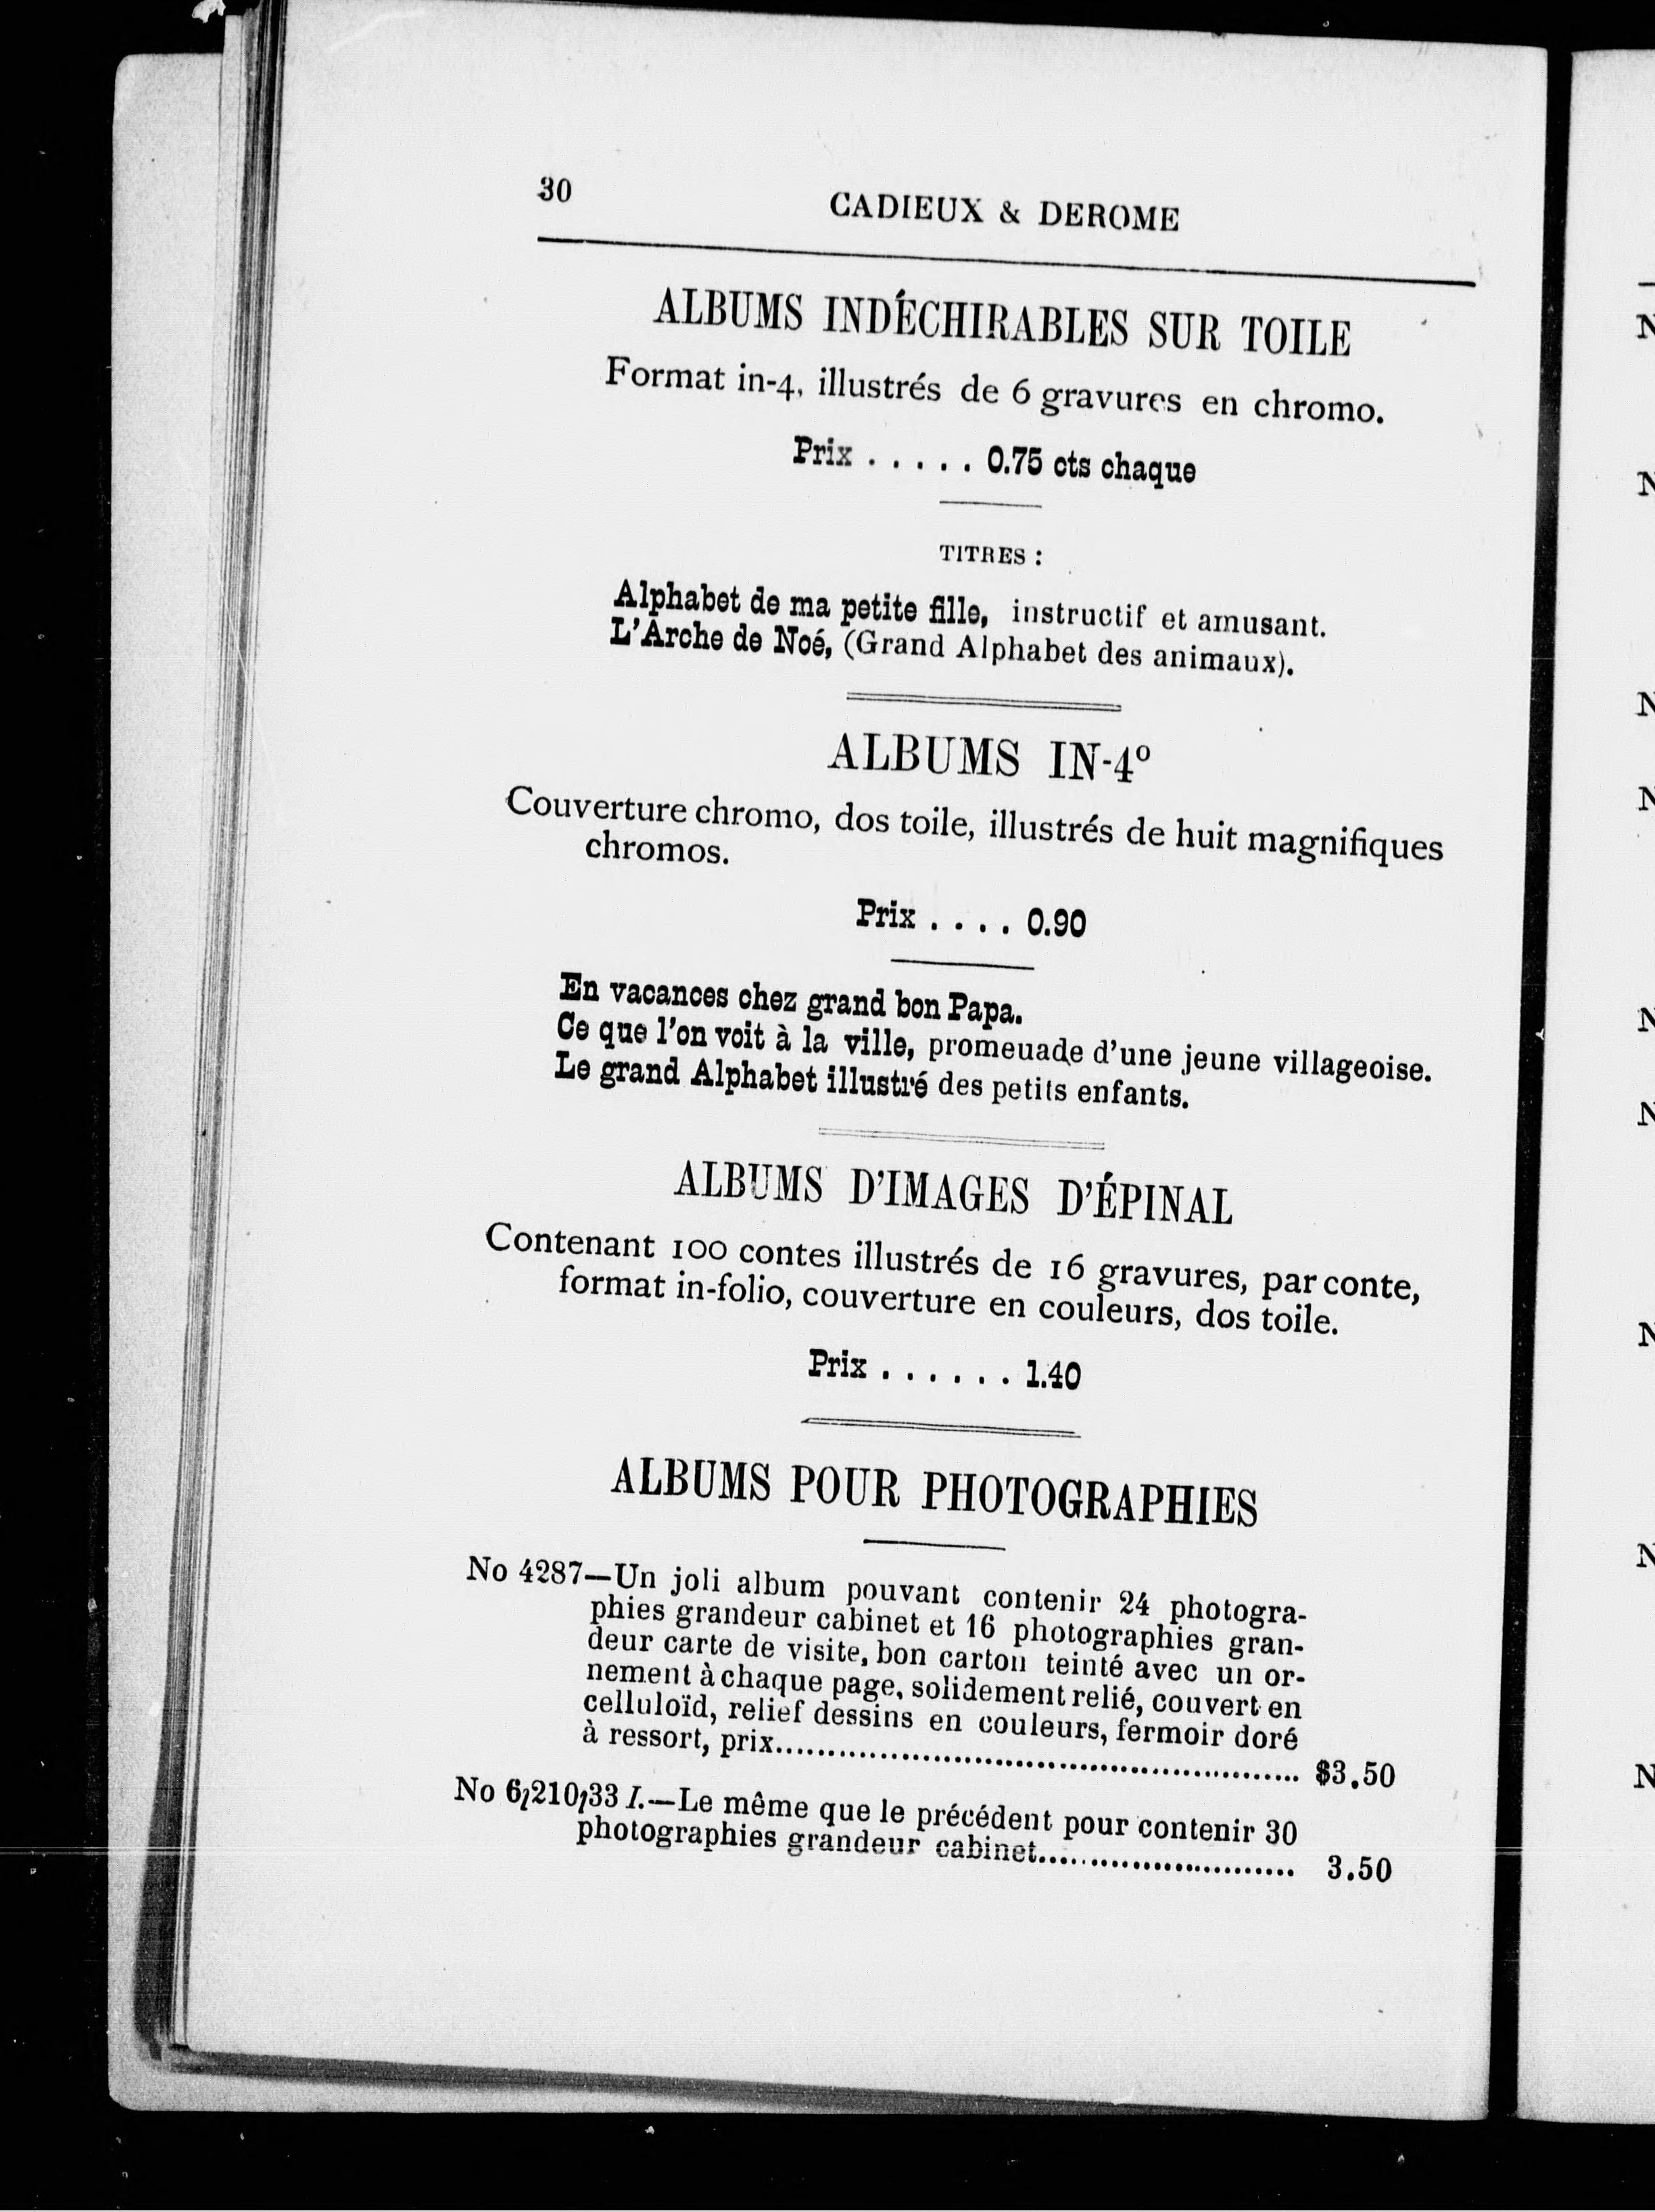 30
CADIEUX & DEROME
ALBUMS INDÉCHIRABLES SUR TOILE
Format in-4, illustrés de 6 gravures en chromo.
Prix . . . . . 0.75 cts chaque
TITRES :
Alphabet de ma petite fille, instructif et amusant.
L'Arche de Noé, (Grand Alphabet des animaux).
ALBUMS IN-4º
Couverture chromo, dos toile, illustrés de huit magnifiques
chromos.
Prix . . . . 0.90
En vacances chez grand bon Papa.
Ce que l'on voit à la ville, promeuade d'une jeune villageoise.
Le grand Alphabet illustré des petits enfants.
ALBUMS D'IMAGES D'ÉPINAL
Contenant 100 contes illustrés de 16 gravures, par conte,
format in-folio, couverture en couleurs, dos toile.
Prix . . . . . . 1.40
ALBUMS POUR PHOTOGRAPHIES
No 4287—Un joli album pouvant contenir 24 photogra-
phies grandeur cabinet et 16 photographies gran-
deur carte de visite, bon carton teinté avec un or-
nement à chaque page, solidement relié, couvert en
celluloïd, relief dessins en couleurs, fermoir doré
à ressort, prix.................................................... $3.50
No 6,210,33 I.—Le même que le précédent pour contenir 30
photographies grandeur cabinet.......................... 3.50
N
N
N
N
N
N
N
N
N